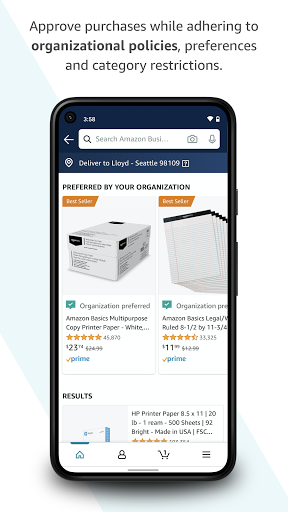 Approve purchases while adhering to
organizational policies, preferences
and category restrictions.
3:58
Search Amazon Busi...
Deliver to Lloyd - Seattle 98109
PREFERRED BY YOUR ORGANIZATION
Best Seller
Best Seller
Organization preferred
Organization prefe
Amazon Basics Multipurpose
Copy Printer Paper - White,...
Amazon Basics Legal/W
Ruled 8-1/2 by 11-3/4
45,870
33,325
$23 74 $24.99
$11 99 $12.99
prime
prime
RESULTS
HP Printer Paper 8.5 x 11 | 20
lb - 1 ream - 500 Sheets | 92
Bright - Made in USA | FSC...
1